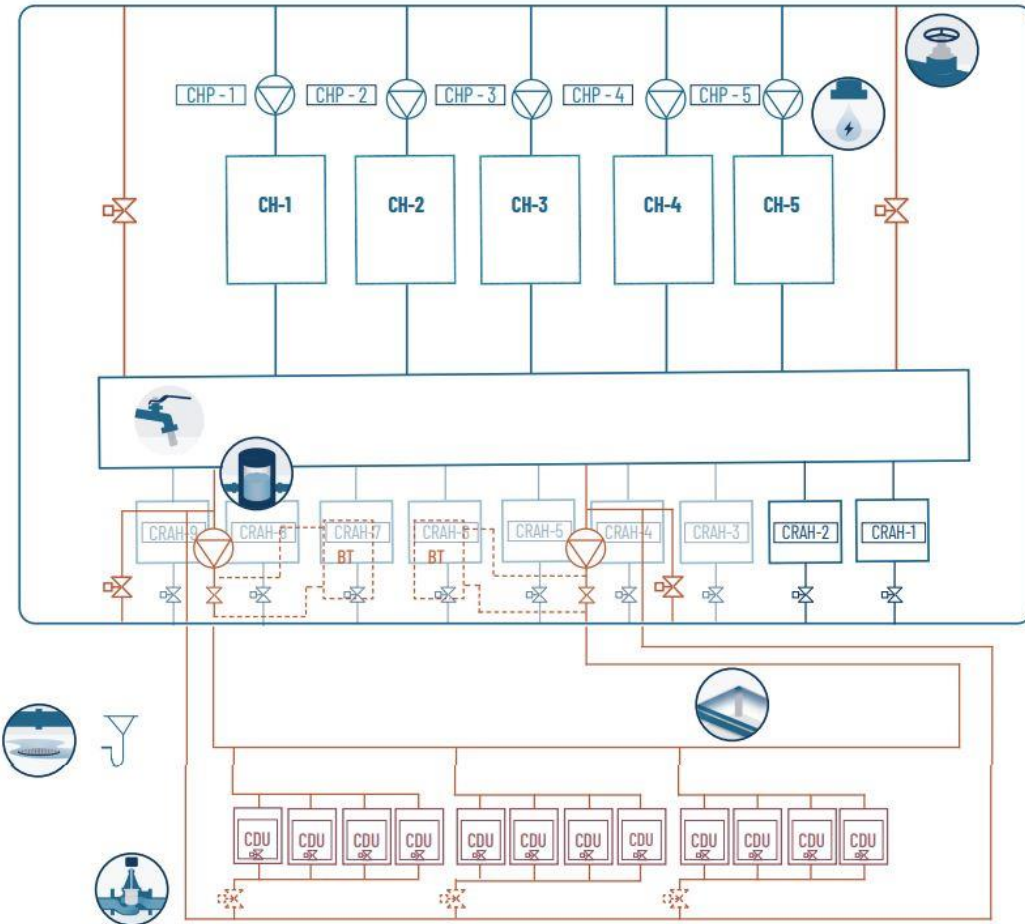 CHP - 1
CHP - 2
CHP - 3
CHP - 4
CHP - 5
CH-1
CH-2
CH-3
CH-4
CH-5
CRAH-9
CRAH-8
CRAH-7
CRAH-6
CRAH-5
CRAH-4
CRAH-3
CRAH-2
CRAH-1
BT
BT
CDU
CDU
CDU
CDU
CDU
CDU
CDU
CDU
CDU
CDU
CDU
CDU